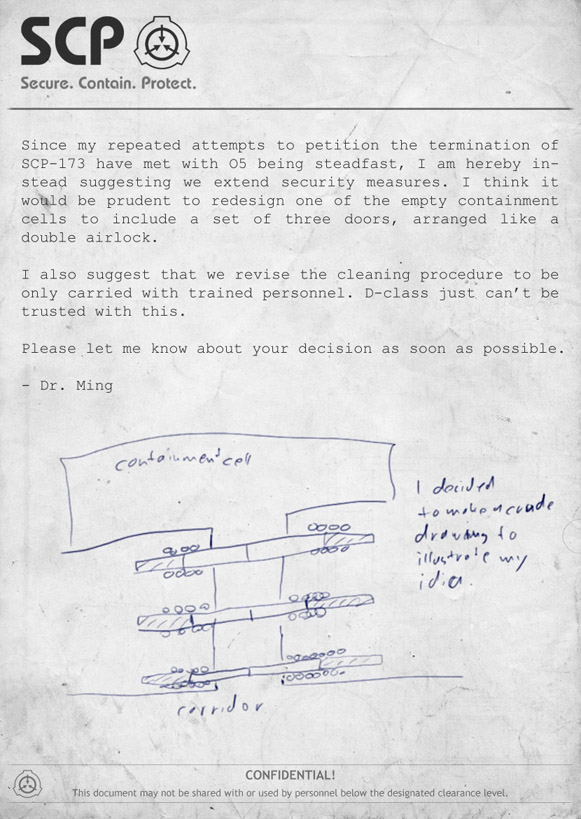 SCP
Secure. Contain. Protect.
Since my repeated attempts to petition the termination of
SCP-173 have met with O5 being steadfast, I am hereby in-
stead suggesting we extend security measures. I think it
would be prudent to redesign one of the empty containment
cells to include a set of three doors, arranged like a
double airlock.
I also suggest that we revise the cleaning procedure to be
only carried with trained personnel. D-class just can't be
trusted with this.
Please let me know about your decision as soon as possible.
- Dr. Ming
containment cell
I decided
to make a crude
drawing to
illustrate my
idea.
corridor
CONFIDENTIAL!
This document may not be shared with or used by personnel below the designated clearance level.